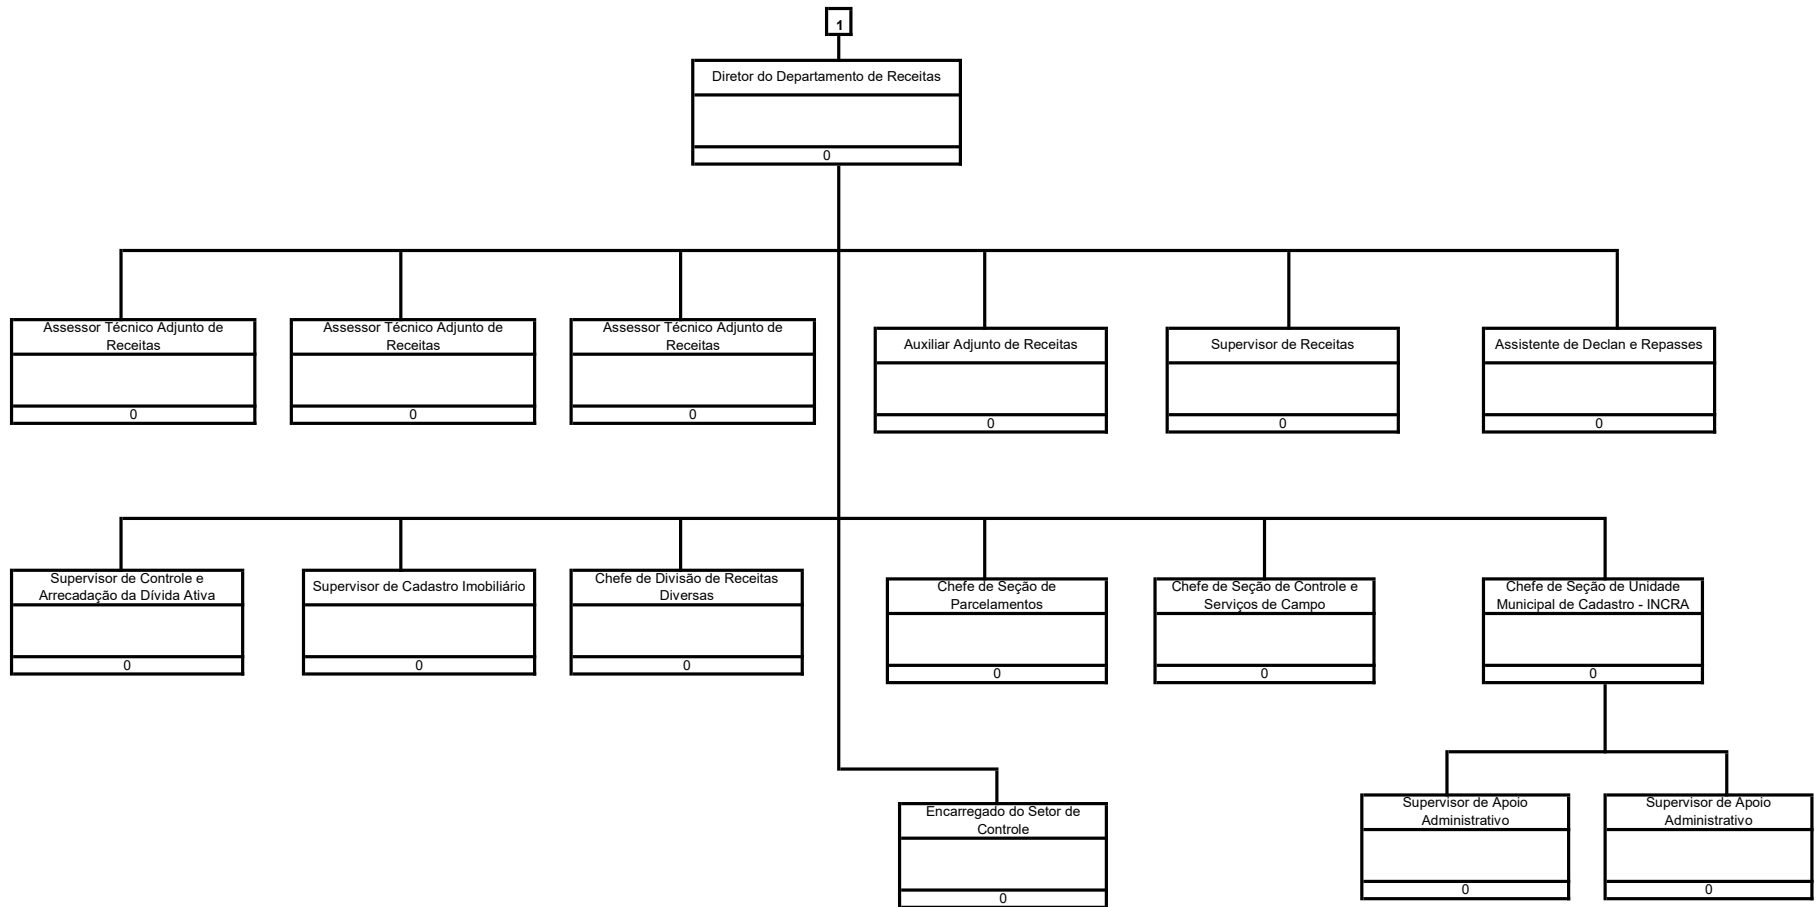 1
Diretor do Departamento de Receitas
0
Assessor Técnico Adjunto de
Receitas
0
Assessor Técnico Adjunto de
Receitas
0
Assessor Técnico Adjunto de
Receitas
0
Auxiliar Adjunto de Receitas
0
Supervisor de Receitas
0
Assistente de Declan e Repasses
0
Supervisor de Controle e
Arrecadação da Dívida Ativa
0
Supervisor de Cadastro Imobiliário
0
Chefe de Divisão de Receitas
Diversas
0
Chefe de Seção de
Parcelamentos
0
Chefe de Seção de Controle e
Serviços de Campo
0
Chefe de Seção de Unidade
Municipal de Cadastro - INCRA
0
Encarregado do Setor de
Controle
0
Supervisor de Apoio
Administrativo
0
Supervisor de Apoio
Administrativo
0